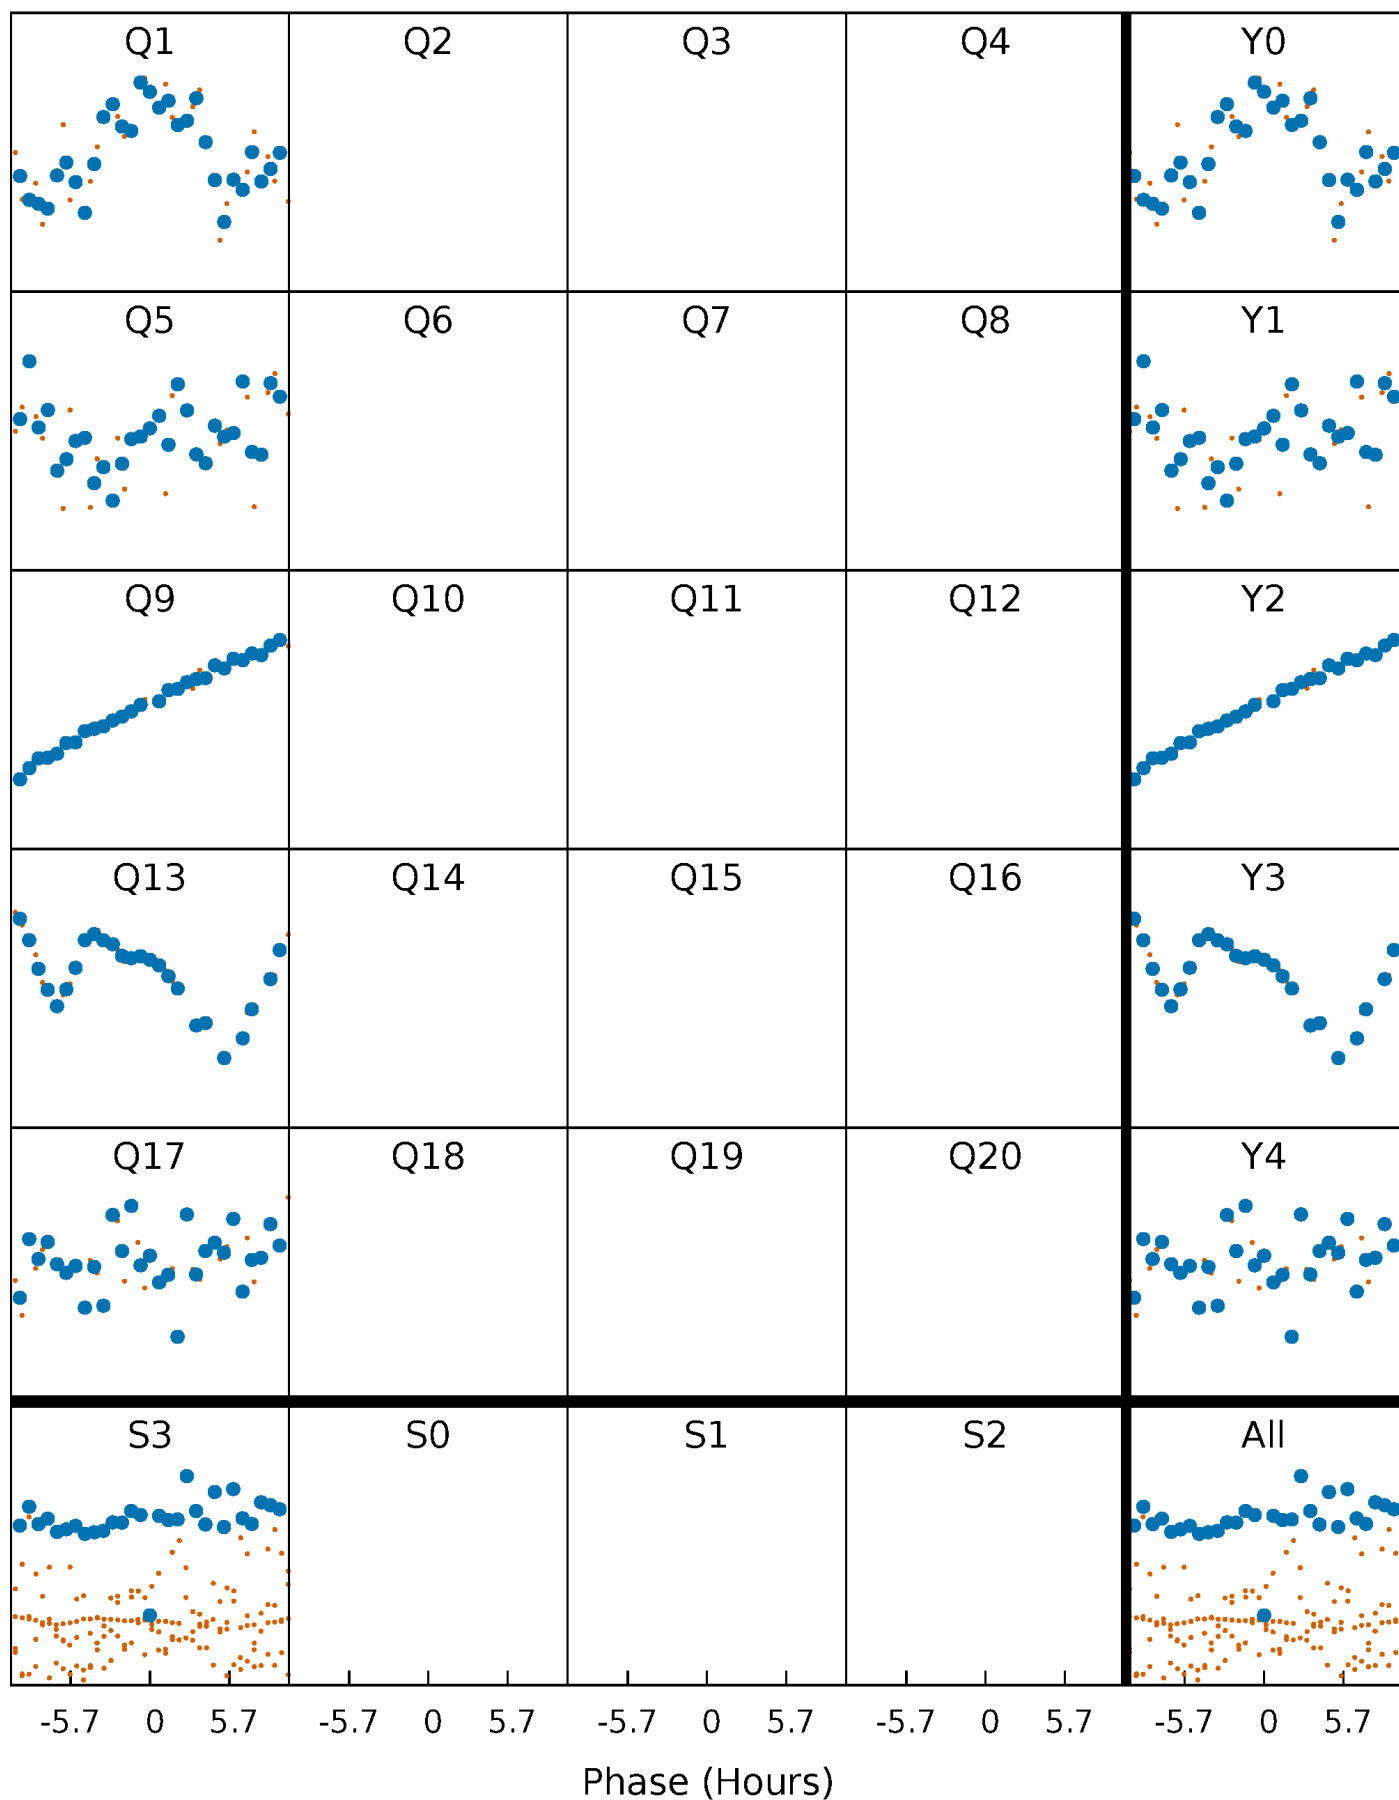 Q1 Q2 Q3 Q4 Y0
Q5 Q6 Q7 Q8 Y1
Q9 Q10 Q11 Q12 Y2
Q13 Q14 Q15 Q16 Y3
Q17 Q18 Q19 Q20 Y4
S3 S0 S1 S2 All
-5.7 0 5.7 -5.7 0 5.7 -5.7 0 5.7 -5.7 0 5.7 -5.7 0 5.7
Phase (Hours)